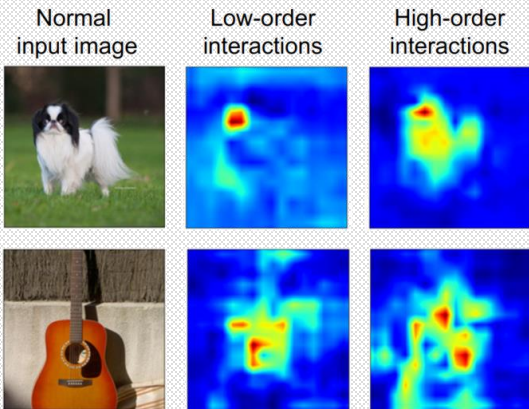 Normal
input image
Low-order
interactions
High-order
interactions